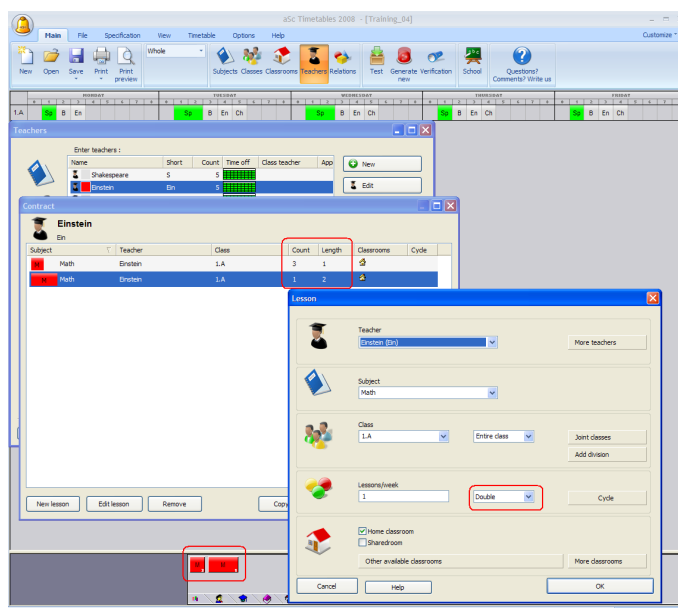 aSc Timetables 2008 - [Training_04]
Main File Specification View Timetable Options Help Customize
Whole
New Open Save Print Print preview Subjects Classes Classrooms Teachers Relations Test Generate new Verification School Questions? Comments? Write us
MONDAY TUESDAY WEDNESDAY THURSDAY FRIDAY
1.A Sp B En Sp B En Ch Sp B En Ch Sp B En Ch Sp B En Ch
Teachers
Enter teachers :
Name Short Count Time off Class teacher App
Shakespeare S 5
Einstein Ein 5
New
Edit
Contract
Einstein
Ein
Subject Teacher Class Count Length Classrooms Cycle
M Math Einstein 1.A 3 1
M Math Einstein 1.A 1 2
New lesson Edit lesson Remove Copy
Lesson
Teacher
Einstein (Ein) More teachers
Subject
Math
Class
1.A Entire class Joint classes
Add division
Lessons/week
1 Double Cycle
Home classroom
Sharedroom
Other available classrooms More classrooms
Cancel Help OK
M M